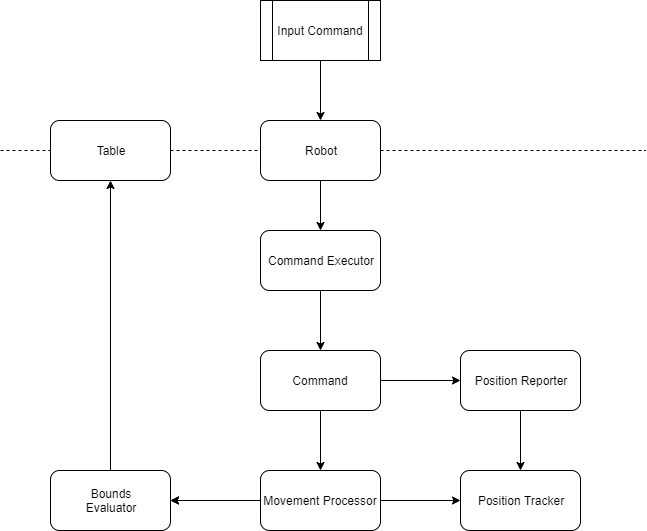 Input Command
Table
Robot
Command Executor
Command
Position Reporter
Bounds
Evaluator
Movement Processor
Position Tracker